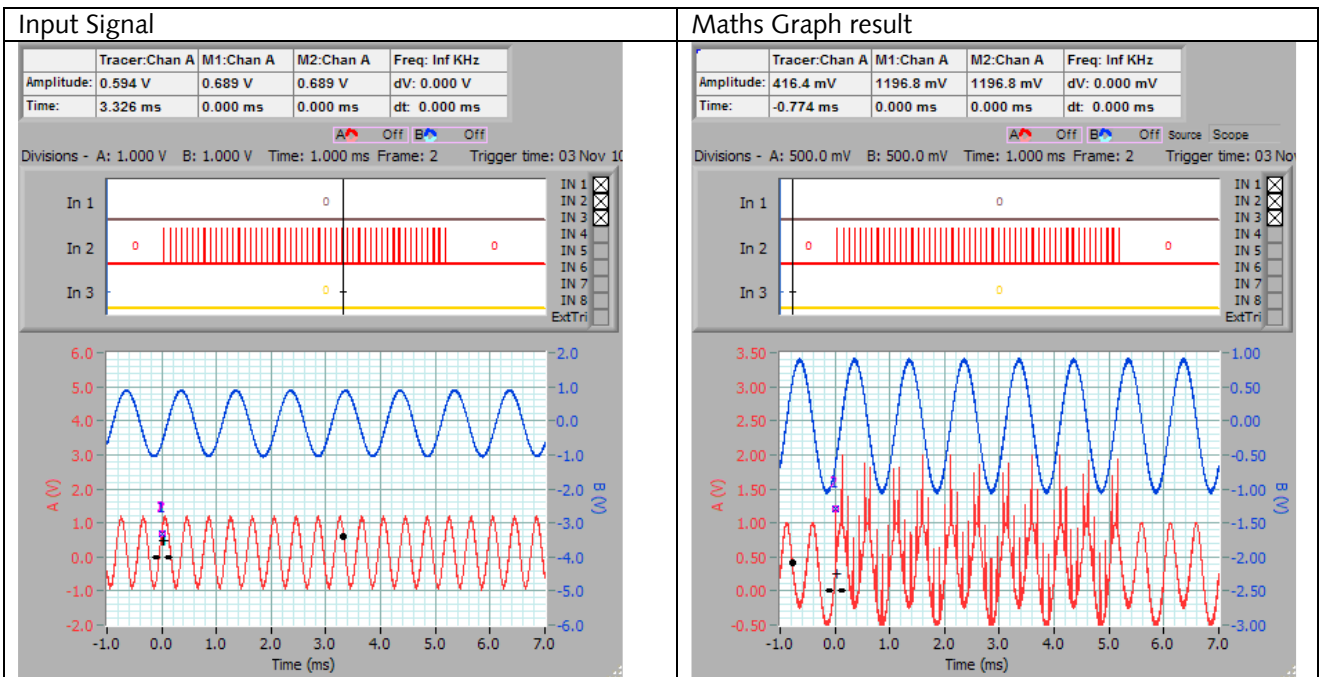 Input Signal
Maths Graph result
Tracer:Chan A M1:Chan A M2:Chan A Freq: Inf KHz
Amplitude: 0.594 V 0.689 V 0.689 V dV: 0.000 V
Time: 3.326 ms 0.000 ms 0.000 ms dt: 0.000 ms
A Off B Off
Divisions - A: 1.000 V B: 1.000 V Time: 1.000 ms Frame: 2 Trigger time: 03 Nov 10
In 1 0
In 2 0 0
In 3 0
IN 1
IN 2
IN 3
IN 4
IN 5
IN 6
IN 7
IN 8
ExtTri
6.0 2.0
5.0 1.0
4.0 0.0
3.0 -1.0
2.0 -2.0
1.0 -3.0
0.0 -4.0
-1.0 -5.0
-2.0 -6.0
A (V)
B (V)
-1.0 0.0 1.0 2.0 3.0 4.0 5.0 6.0 7.0
Time (ms)
Tracer:Chan A M1:Chan A M2:Chan A Freq: Inf KHz
Amplitude: 416.4 mV 1196.8 mV 1196.8 mV dV: 0.000 mV
Time: -0.774 ms 0.000 ms 0.000 ms dt: 0.000 ms
A Off B Off Source Scope
Divisions - A: 500.0 mV B: 500.0 mV Time: 1.000 ms Frame: 2 Trigger time: 03 Nov
In 1 0
In 2 0 0
In 3 0
IN 1
IN 2
IN 3
IN 4
IN 5
IN 6
IN 7
IN 8
ExtTri
3.50 1.00
3.00 0.50
2.50 0.00
2.00 -0.50
1.50 -1.00
1.00 -1.50
0.50 -2.00
0.00 -2.50
-0.50 -3.00
A (V)
B (V)
-1.0 0.0 1.0 2.0 3.0 4.0 5.0 6.0 7.0
Time (ms)